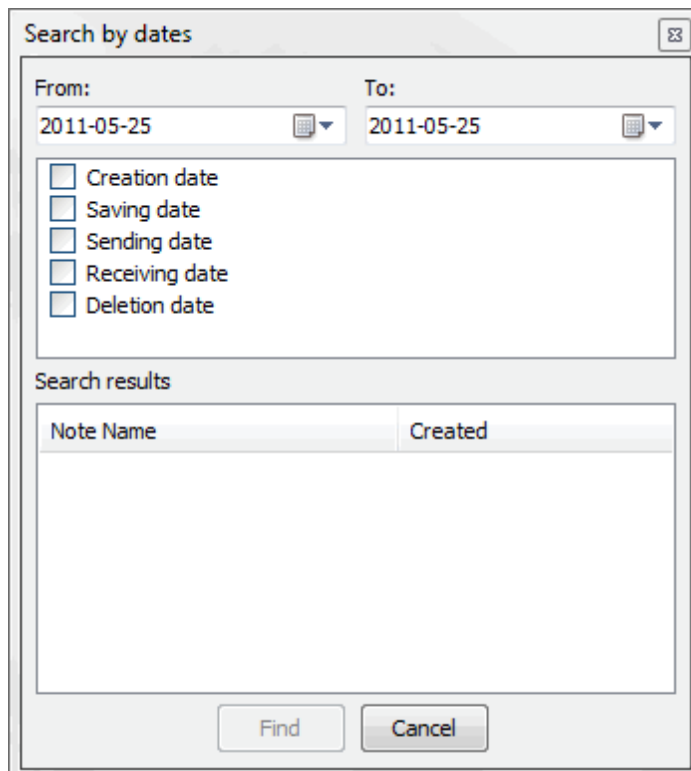 Search by dates
From: To:
2011-05-25 2011-05-25
Creation date
Saving date
Sending date
Receiving date
Deletion date
Search results
Note Name Created
Find Cancel